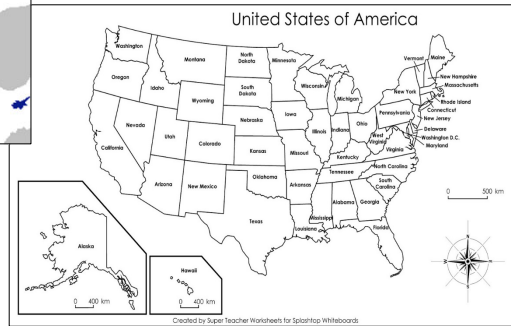 United States of America
Washington
Montana
North
Dakota
Minnesota
Vermont
Maine
Oregon
Idaho
Wyoming
South
Dakota
Wisconsin
Michigan
New York
New Hampshire
Massachusetts
Rhode Island
Connecticut
New Jersey
Delaware
Washington D.C.
Maryland
Nevada
Utah
Colorado
Nebraska
Iowa
Illinois
Indiana
Ohio
Pennsylvania
West
Virginia
Virginia
California
Kansas
Missouri
Kentucky
North Carolina
Tennessee
South
Carolina
Arizona
New Mexico
Oklahoma
Arkansas
Mississippi
Alabama
Georgia
Texas
Louisiana
Florida
0 500 km
N
W
E
S
Alaska
0 400 km
Hawaii
0 400 km
Created by Super Teacher Worksheets for Splashtop Whiteboards